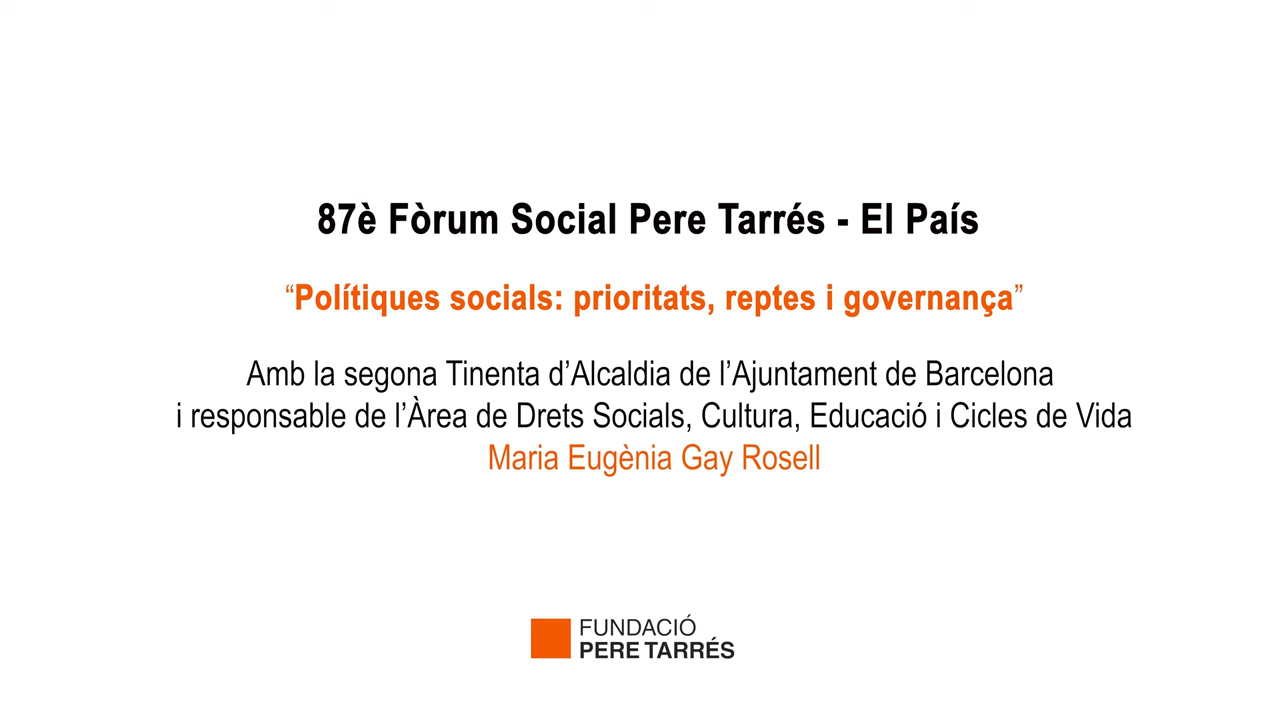 87è Fòrum Social Pere Tarrés - El País
“Polítiques socials: prioritats, reptes i governança”
Amb la segona Tinenta d’Alcaldia de l’Ajuntament de Barcelona
i responsable de l’Àrea de Drets Socials, Cultura, Educació i Cicles de Vida
Maria Eugènia Gay Rosell
FUNDACIÓ
PERE TARRÉS